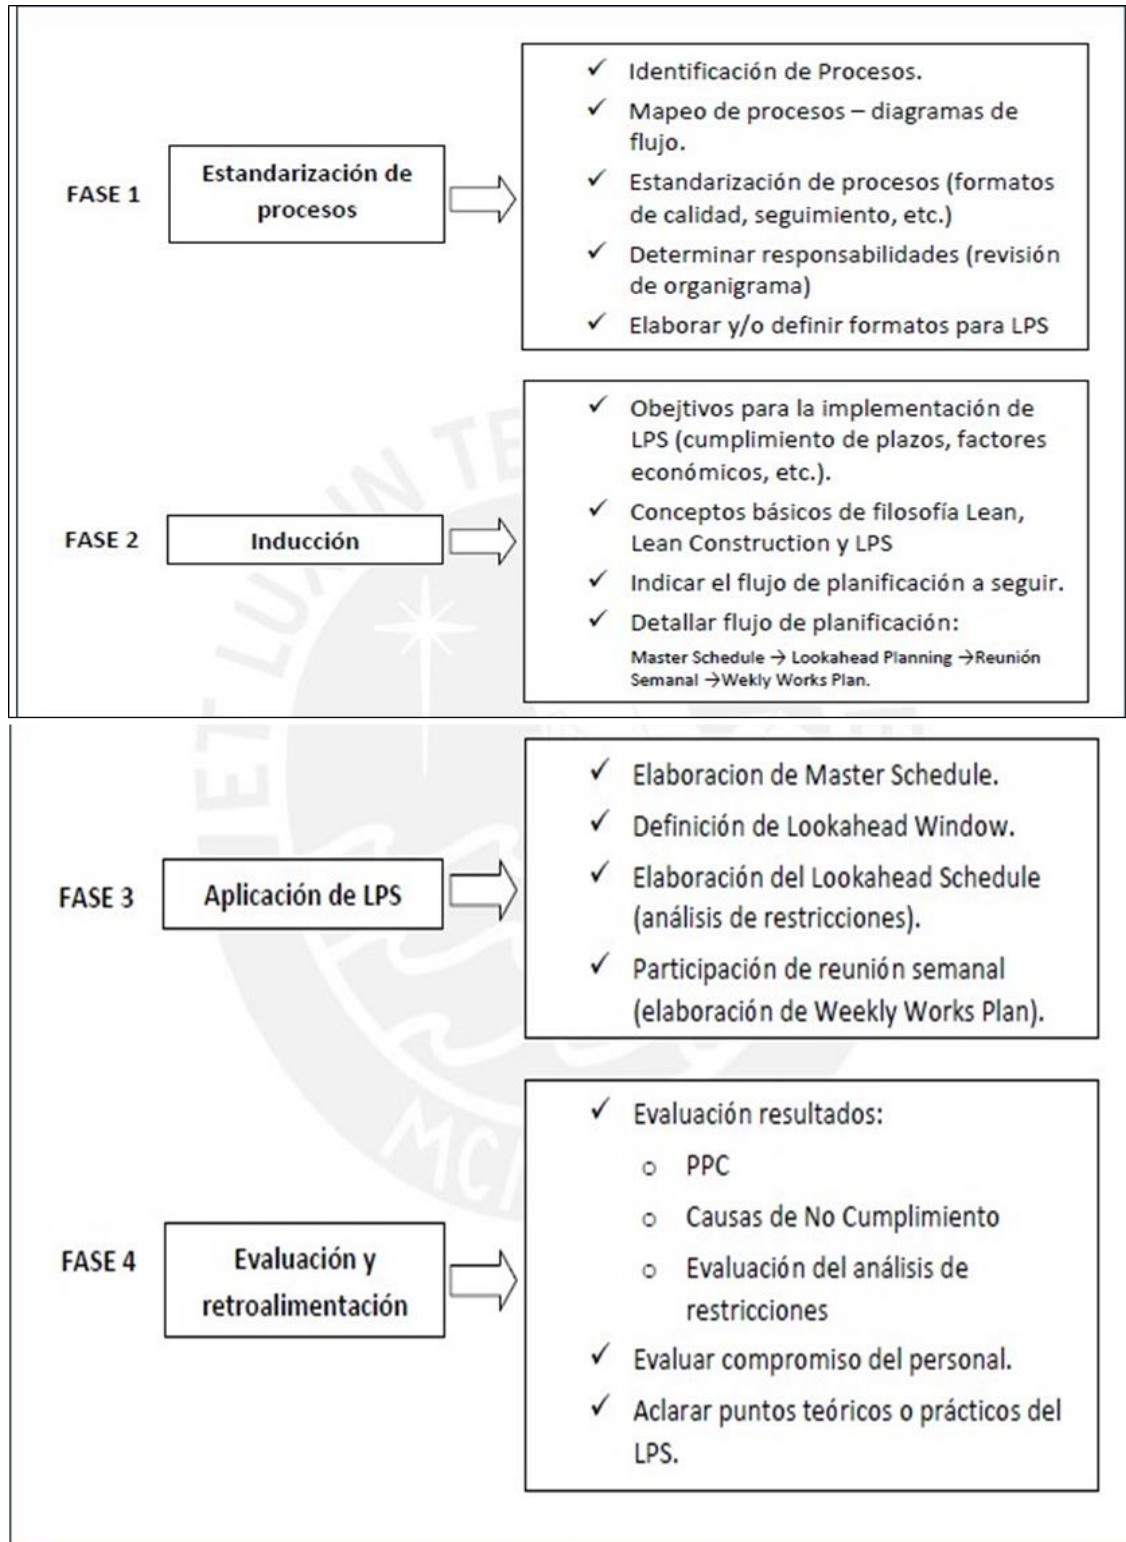 FASE 1
Estandarización de
procesos
✓ Identificación de Procesos.
✓ Mapeo de procesos – diagramas de
flujo.
✓ Estandarización de procesos (formatos
de calidad, seguimiento, etc.)
✓ Determinar responsabilidades (revisión
de organigrama)
✓ Elaborar y/o definir formatos para LPS
FASE 2
Inducción
✓ Obejtivos para la implementación de
LPS (cumplimiento de plazos, factores
económicos, etc.).
✓ Conceptos básicos de filosofía Lean,
Lean Construction y LPS
✓ Indicar el flujo de planificación a seguir.
✓ Detallar flujo de planificación:
Master Schedule → Lookahead Planning →Reunión
Semanal →Wekly Works Plan.
FASE 3
Aplicación de LPS
✓ Elaboracion de Master Schedule.
✓ Definición de Lookahead Window.
✓ Elaboración del Lookahead Schedule
(análisis de restricciones).
✓ Participación de reunión semanal
(elaboración de Weekly Works Plan).
FASE 4
Evaluación y
retroalimentación
✓ Evaluación resultados:
o PPC
o Causas de No Cumplimiento
o Evaluación del análisis de
restricciones
✓ Evaluar compromiso del personal.
✓ Aclarar puntos teóricos o prácticos del
LPS.
ET LUX IN TE
MC